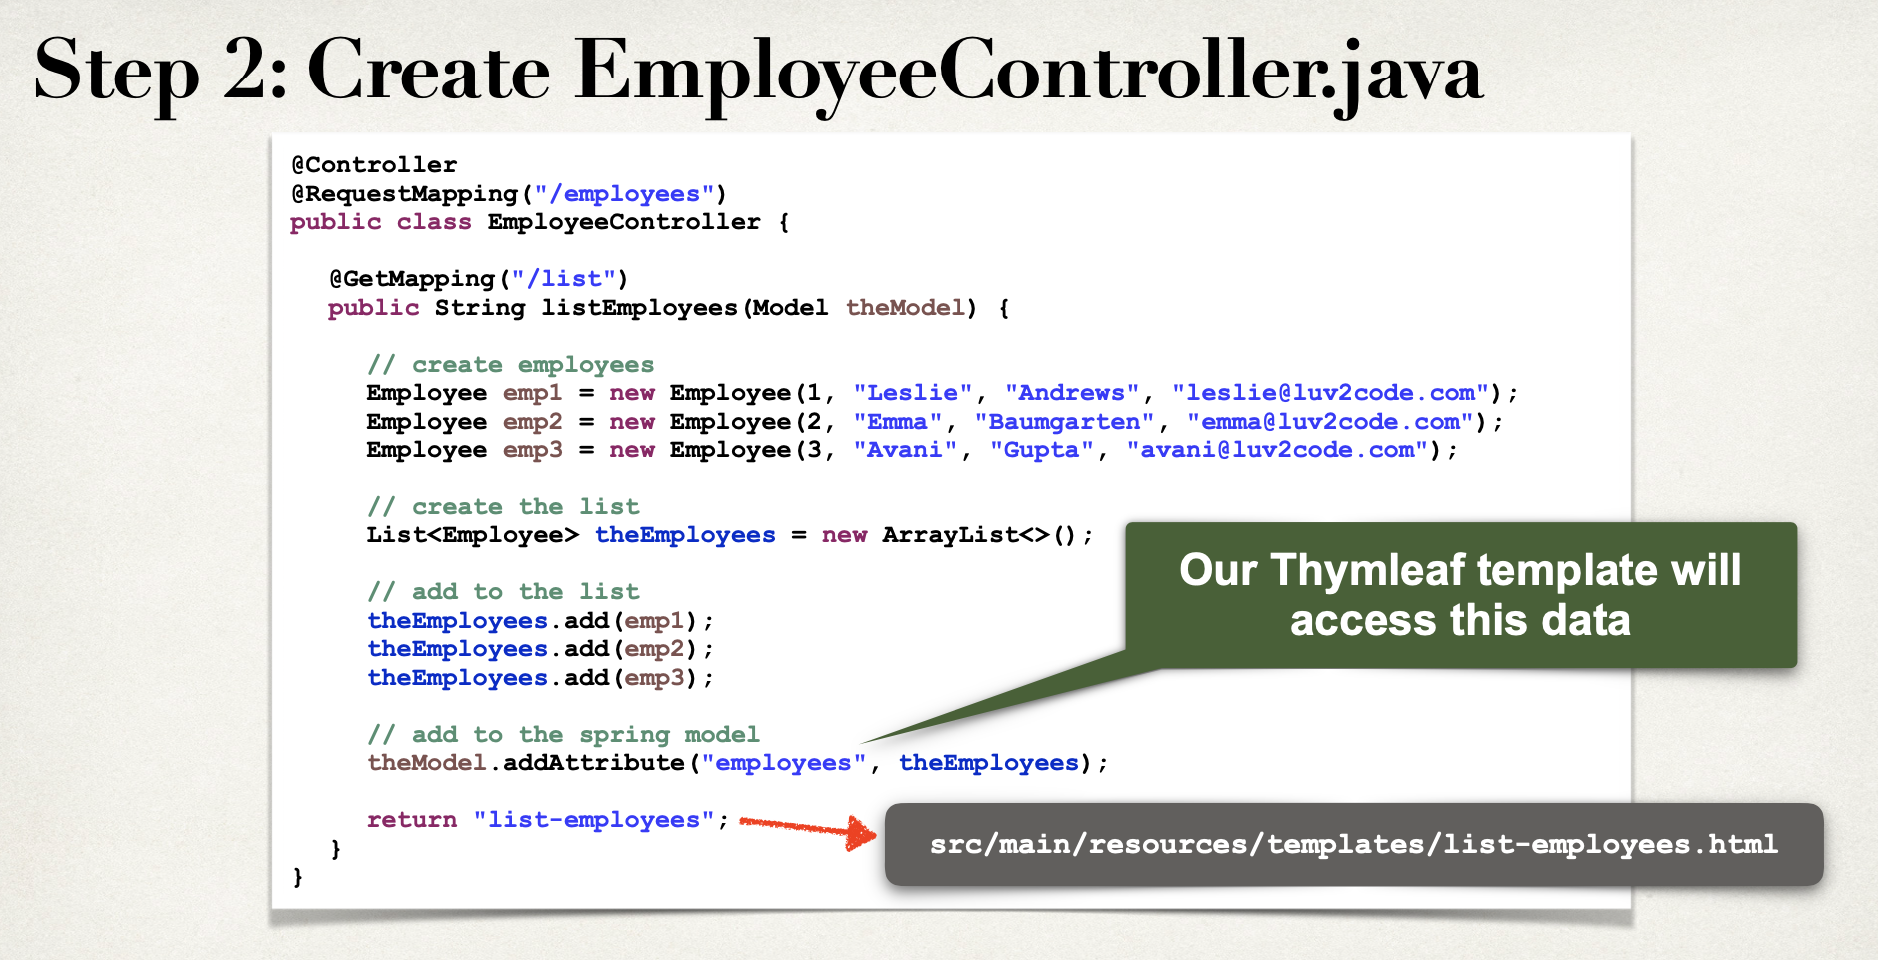 Step 2: Create EmployeeController.java
@Controller
@RequestMapping("/employees")
public class EmployeeController {
@GetMapping("/list")
public String listEmployees(Model theModel) {
// create employees
Employee emp1 = new Employee(1, "Leslie", "Andrews", "leslie@luv2code.com");
Employee emp2 = new Employee(2, "Emma", "Baumgarten", "emma@luv2code.com");
Employee emp3 = new Employee(3, "Avani", "Gupta", "avani@luv2code.com");
// create the list
List<Employee> theEmployees = new ArrayList<>();
// add to the list
theEmployees.add(emp1);
theEmployees.add(emp2);
theEmployees.add(emp3);
// add to the spring model
theModel.addAttribute("employees", theEmployees);
return "list-employees";
}
}
Our Thymleaf template will
access this data
src/main/resources/templates/list-employees.html